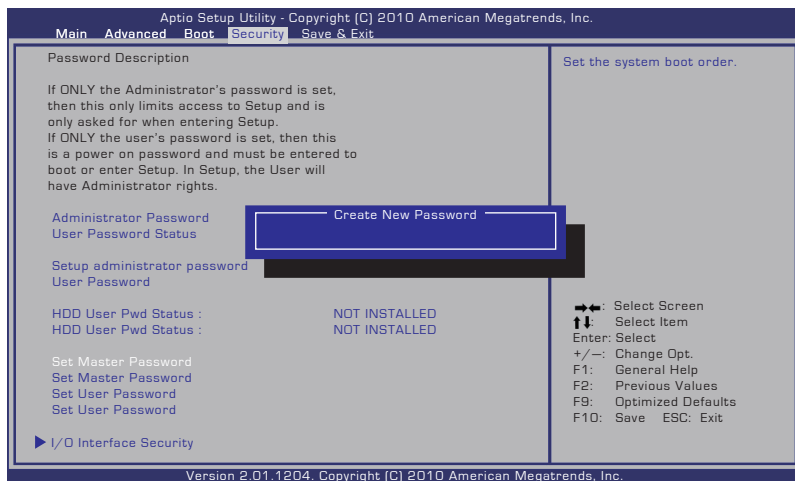 Aptio Setup Utility - Copyright (C) 2010 American Megatrends, Inc.
Main Advanced Boot Security Save & Exit
Password Description
If ONLY the Administrator's password is set,
then this only limits access to Setup and is
only asked for when entering Setup.
If ONLY the user's password is set, then this
is a power on password and must be entered to
boot or enter Setup. In Setup, the User will
have Administrator rights.
Administrator Password
User Password Status
Create New Password
Setup administrator password
User Password
HDD User Pwd Status : NOT INSTALLED
HDD User Pwd Status : NOT INSTALLED
Set Master Password
Set Master Password
Set User Password
Set User Password
I/O Interface Security
Set the system boot order.
➡⬅: Select Screen
⬆⬇: Select Item
Enter: Select
+/—: Change Opt.
F1: General Help
F2: Previous Values
F9: Optimized Defaults
F10: Save ESC: Exit
Version 2.01.1204. Copyright (C) 2010 American Megatrends, Inc.